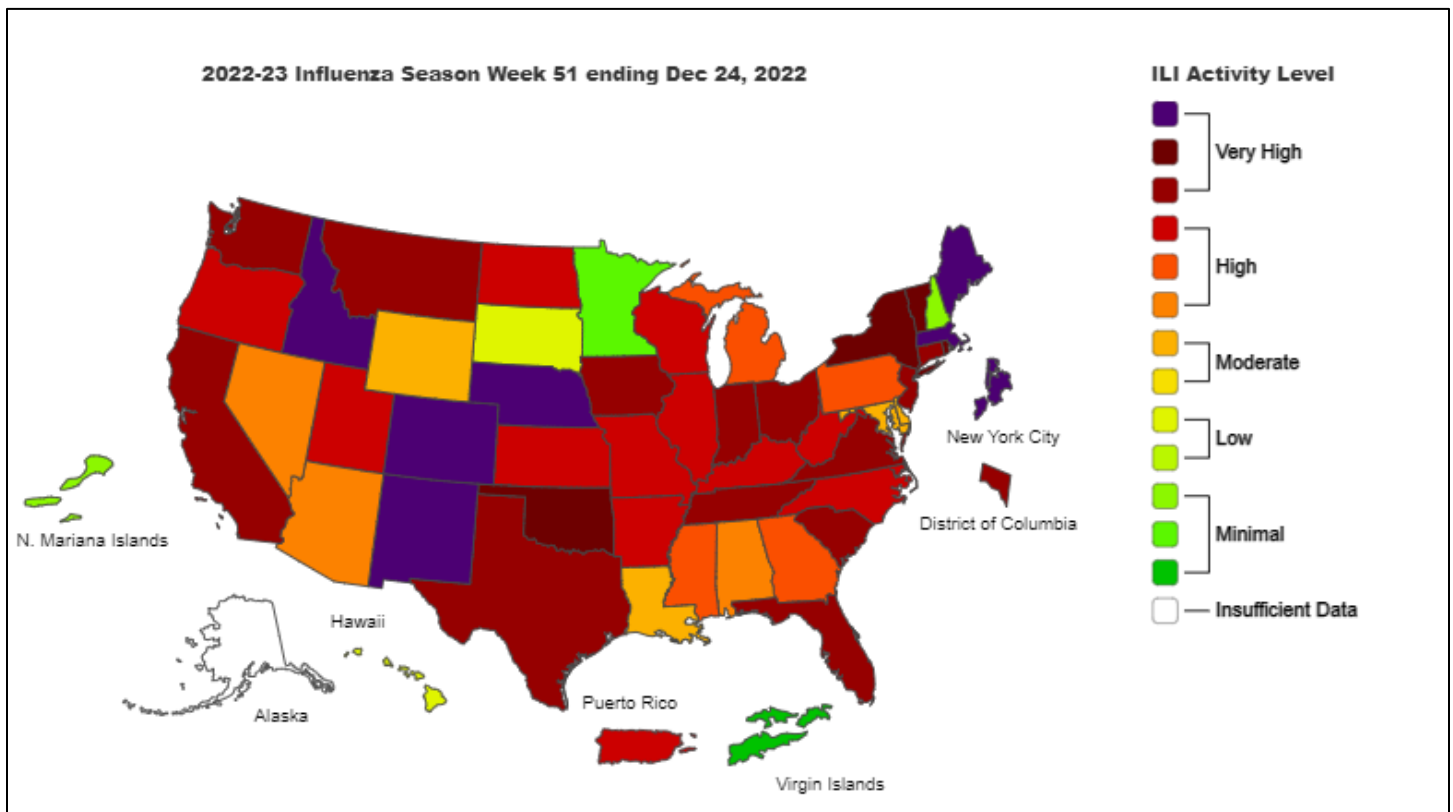 2022-23 Influenza Season Week 51 ending Dec 24, 2022
ILI Activity Level
Very High
High
Moderate
Low
Minimal
Insufficient Data
New York City
District of Columbia
N. Mariana Islands
Hawaii
Alaska
Puerto Rico
Virgin Islands